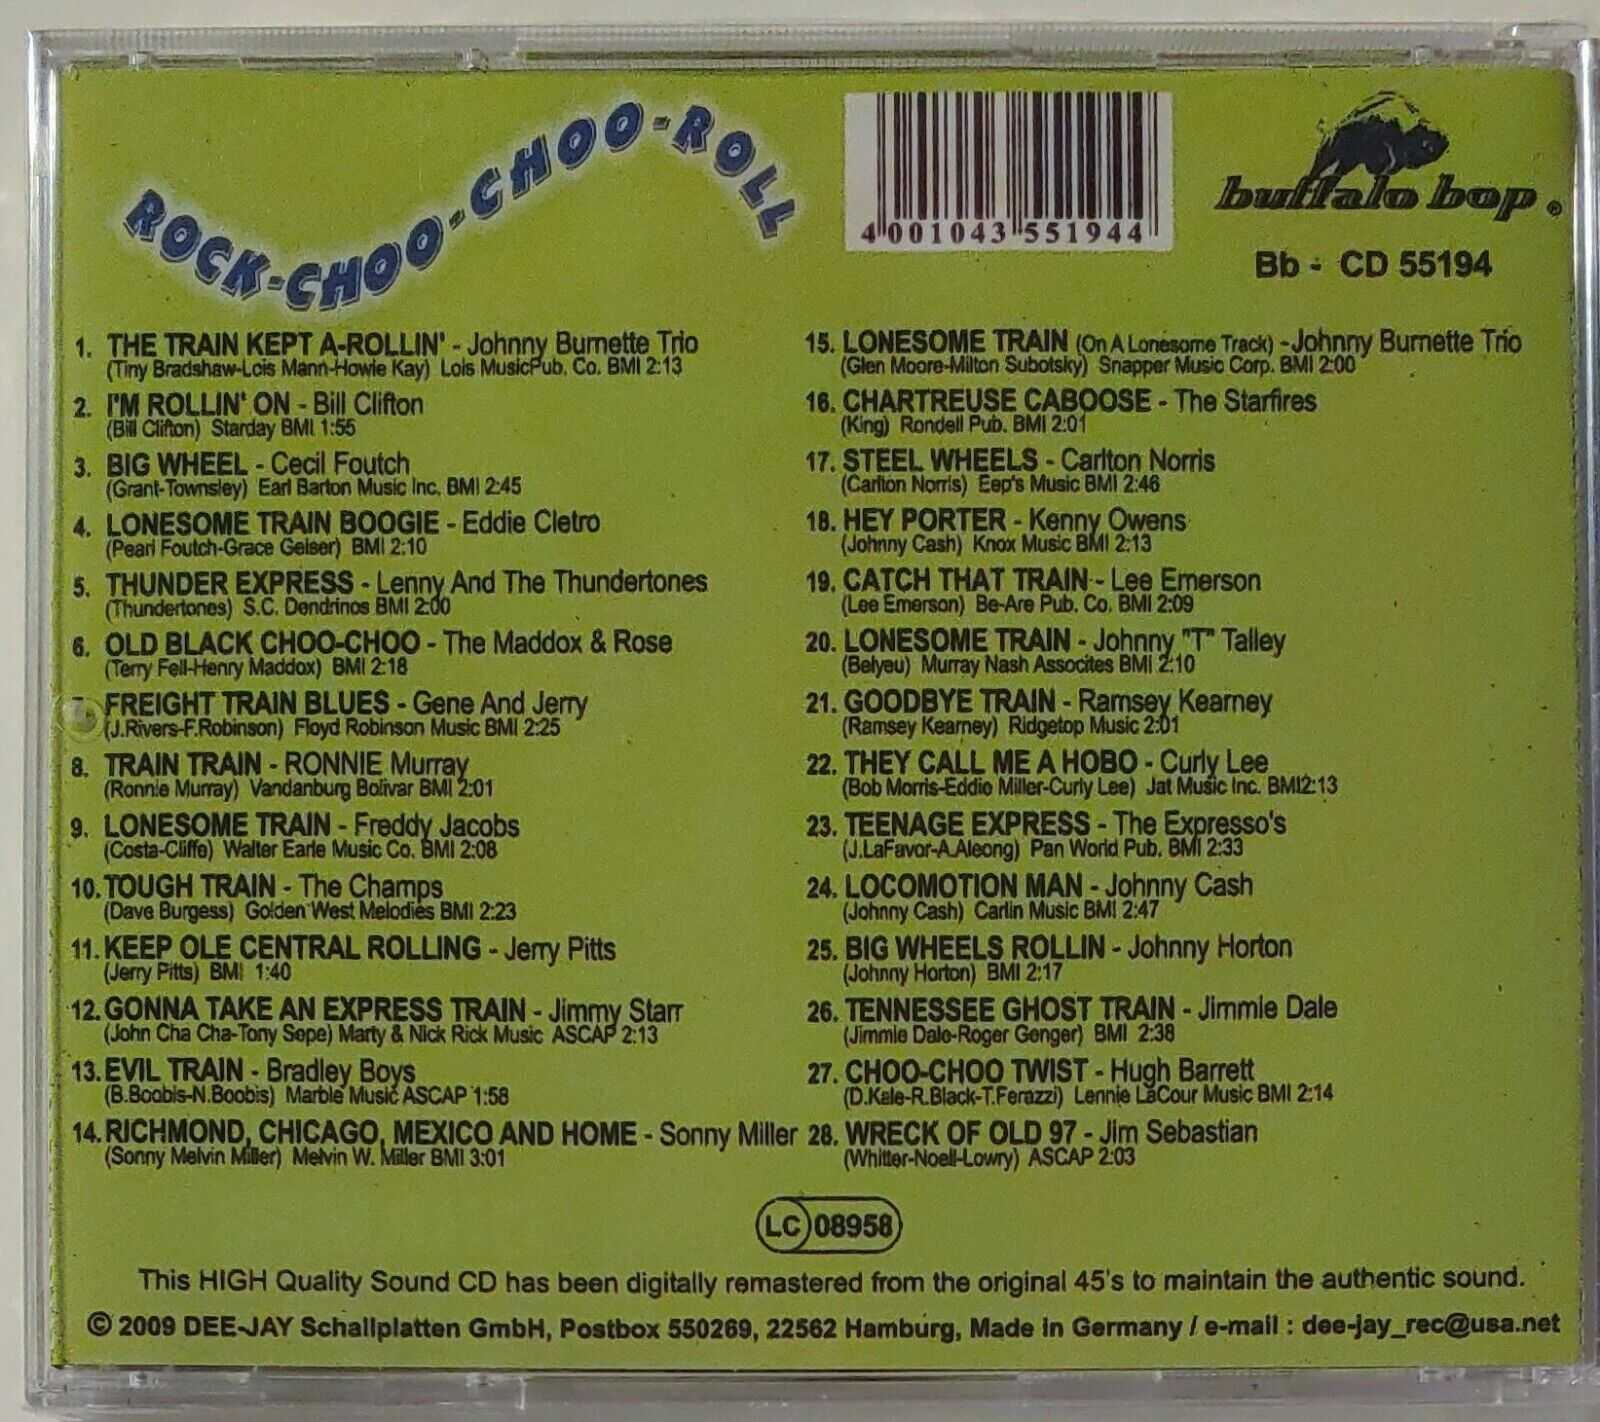 ROCK-CHOO-CHOO-ROLL
4 001043 551944
buffalo bop ®
Bb - CD 55194
1. THE TRAIN KEPT A-ROLLIN' - Johnny Burnette Trio
(Tiny Bradshaw-Lois Mann-Howie Kay) Lois MusicPub. Co. BMI 2:13
2. I'M ROLLIN' ON - Bill Clifton
(Bill Clifton) Starday BMI 1:55
3. BIG WHEEL - Cecil Foutch
(Grant-Townsley) Earl Barton Music Inc. BMI 2:45
4. LONESOME TRAIN BOOGIE - Eddie Cletro
(Pearl Foutch-Grace Gelser) BMI 2:10
5. THUNDER EXPRESS - Lenny And The Thundertones
(Thundertones) S.C. Dendrinos BMI 2:00
6. OLD BLACK CHOO-CHOO - The Maddox & Rose
(Terry Fell-Henry Maddox) BMI 2:18
7. FREIGHT TRAIN BLUES - Gene And Jerry
(J.Rivers-F.Robinson) Floyd Robinson Music BMI 2:25
8. TRAIN TRAIN - RONNIE Murray
(Ronnie Murray) Vandanburg Bolivar BMI 2:01
9. LONESOME TRAIN - Freddy Jacobs
(Costa-Cliffe) Walter Earle Music Co. BMI 2:08
10. TOUGH TRAIN - The Champs
(Dave Burgess) Golden West Melodies BMI 2:23
11. KEEP OLE CENTRAL ROLLING - Jerry Pitts
(Jerry Pitts) BMI 1:40
12. GONNA TAKE AN EXPRESS TRAIN - Jimmy Starr
(John Cha Cha-Tony Sepe) Marty & Nick Rick Music ASCAP 2:13
13. EVIL TRAIN - Bradley Boys
(B.Boobis-N.Boobis) Marble Music ASCAP 1:58
14. RICHMOND, CHICAGO, MEXICO AND HOME - Sonny Miller
(Sonny Melvin Miller) Melvin W. Miller BMI 3:01
15. LONESOME TRAIN (On A Lonesome Track) - Johnny Burnette Trio
(Glen Moore-Milton Subotsky) Snapper Music Corp. BMI 2:00
16. CHARTREUSE CABOOSE - The Starfires
(King) Rondell Pub. BMI 2:01
17. STEEL WHEELS - Carlton Norris
(Carlton Norris) Eep's Music BMI 2:46
18. HEY PORTER - Kenny Owens
(Johnny Cash) Knox Music BMI 2:13
19. CATCH THAT TRAIN - Lee Emerson
(Lee Emerson) Be-Are Pub. Co. BMI 2:09
20. LONESOME TRAIN - Johnny "T" Talley
(Belyeu) Murray Nash Associtas BMI 2:10
21. GOODBYE TRAIN - Ramsey Kearney
(Ramsey Kearney) Ridgetop Music 2:01
22. THEY CALL ME A HOBO - Curly Lee
(Bob Morris-Eddie Miller-Curly Lee) Jat Music Inc. BMI2:13
23. TEENAGE EXPRESS - The Expresso's
(J.LaFavor-A.Aleong) Pan World Pub. BMI 2:33
24. LOCOMOTION MAN - Johnny Cash
(Johnny Cash) Carlin Music BMI 2:47
25. BIG WHEELS ROLLIN - Johnny Horton
(Johnny Horton) BMI 2:17
26. TENNESSEE GHOST TRAIN - Jimmie Dale
(Jimmie Dale-Roger Genger) BMI 2:38
27. CHOO-CHOO TWIST - Hugh Barrett
(D.Kale-R.Black-T.Ferazzi) Lennie LaCour Music BMI 2:14
28. WRECK OF OLD 97 - Jim Sebastian
(Whitter-Noell-Lowry) ASCAP 2:03
LC 08958
This HIGH Quality Sound CD has been digitally remastered from the original 45's to maintain the authentic sound.
© 2009 DEE-JAY Schallplatten GmbH, Postbox 550269, 22562 Hamburg, Made in Germany / e-mail : dee-jay_rec@usa.net